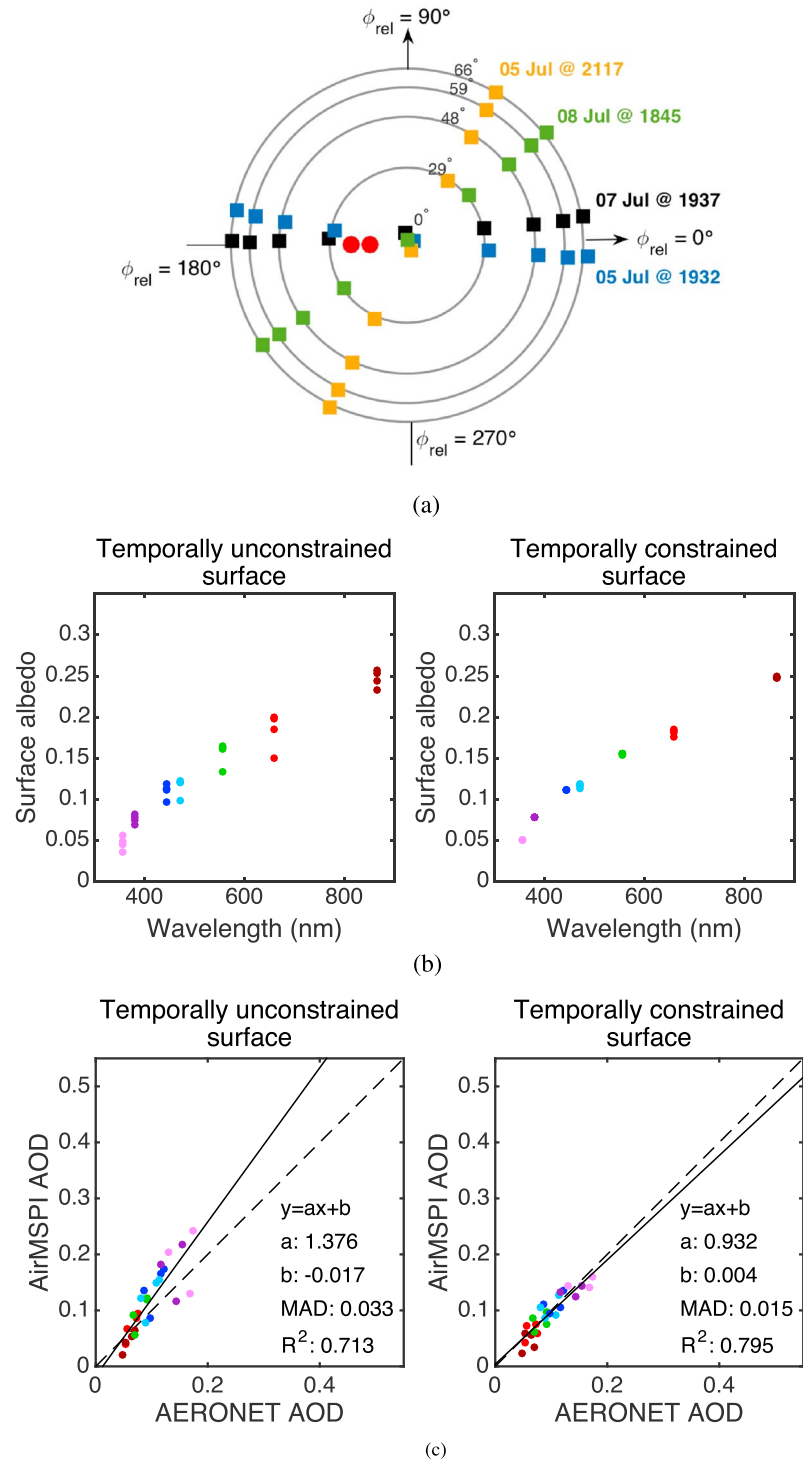 ϕrel = 90°
66°
05 Jul @ 2117
59°
48°
08 Jul @ 1845
29°
07 Jul @ 1937
0°
ϕrel = 0°
ϕrel = 180°
05 Jul @ 1932
ϕrel = 270°
(a)
Temporally unconstrained
surface
Surface albedo
0.3
0.25
0.2
0.15
0.1
0.05
0
400 600 800
Wavelength (nm)
Temporally constrained
surface
Surface albedo
0.3
0.25
0.2
0.15
0.1
0.05
0
400 600 800
Wavelength (nm)
(b)
Temporally unconstrained
surface
AirMSPI AOD
0.5
0.4
0.3
0.2
0.1
0
y=ax+b
a: 1.376
b: -0.017
MAD: 0.033
R²: 0.713
0 0.2 0.4
AERONET AOD
Temporally constrained
surface
AirMSPI AOD
0.5
0.4
0.3
0.2
0.1
0
y=ax+b
a: 0.932
b: 0.004
MAD: 0.015
R²: 0.795
0 0.2 0.4
AERONET AOD
(c)